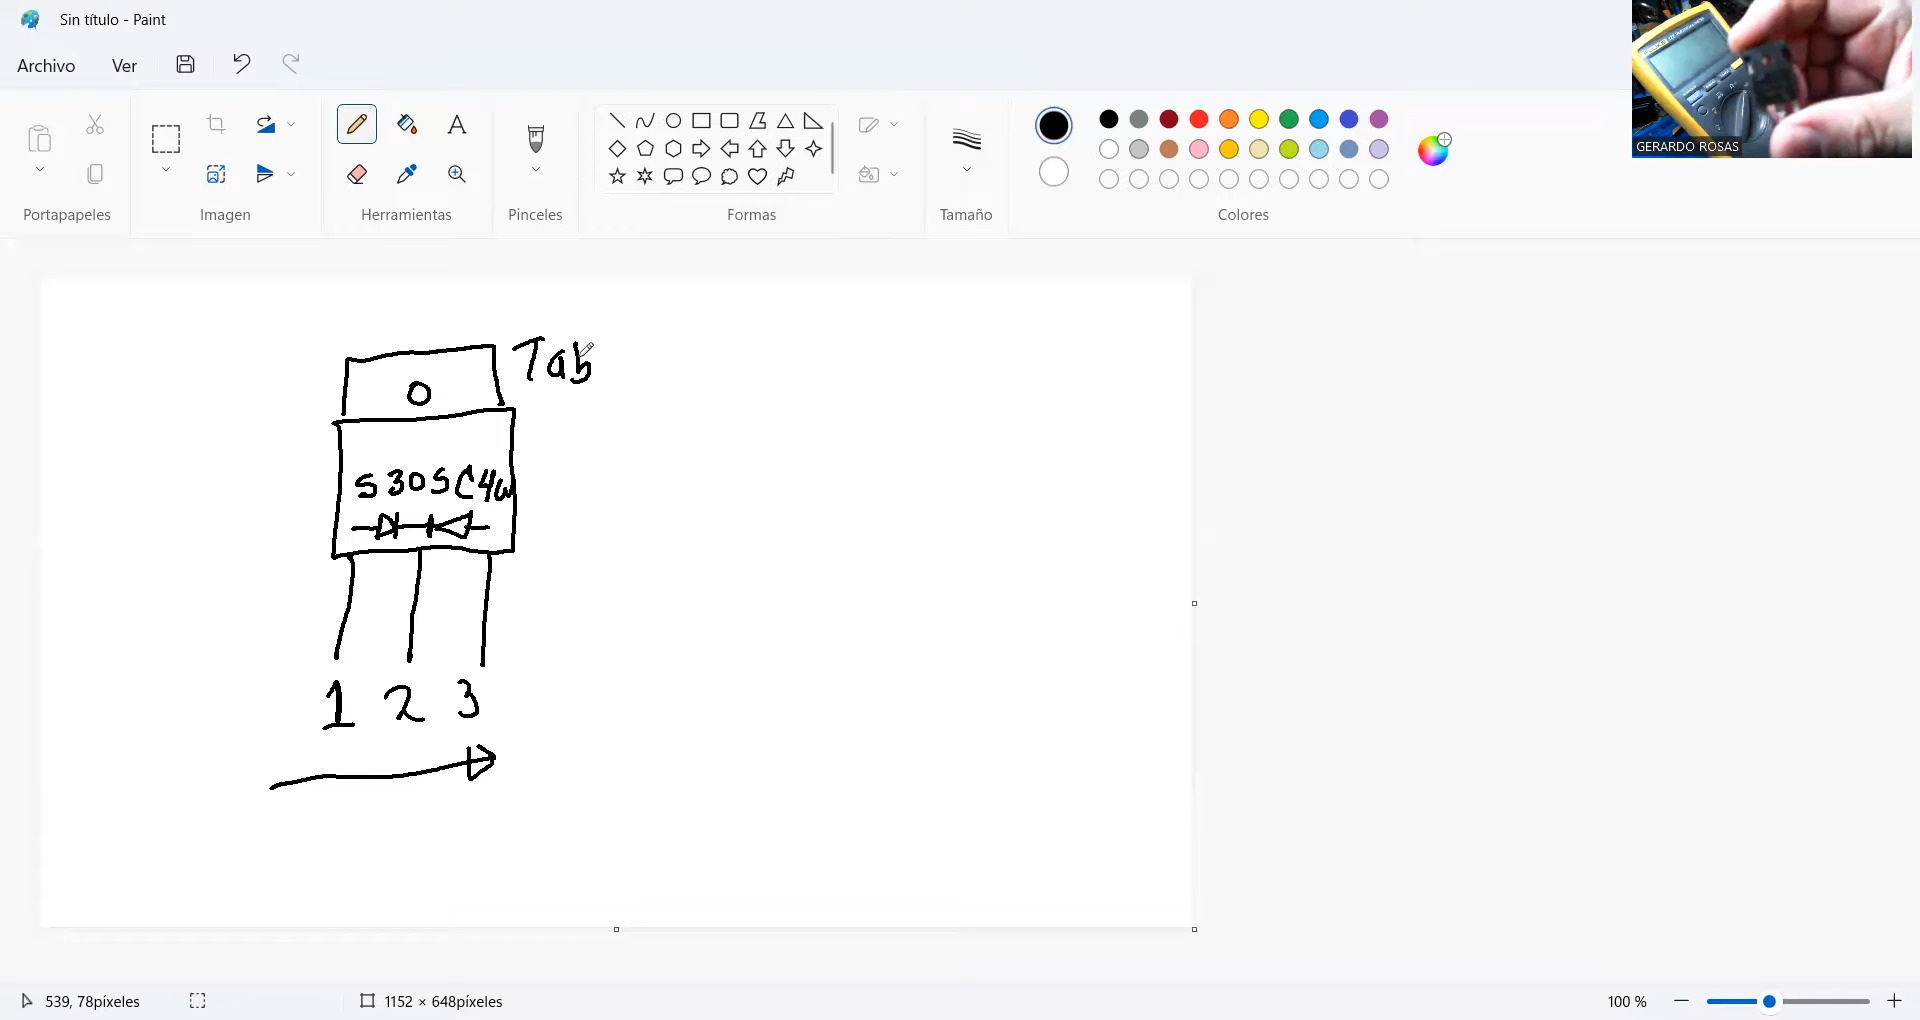 Sin título - Paint
Archivo Ver
Portapapeles Imagen Herramientas Pinceles Formas Tamaño Colores
GERARDO ROSAS
Tab
S30SC4W
1 2 3
539, 78píxeles 1152 × 648píxeles 100 %